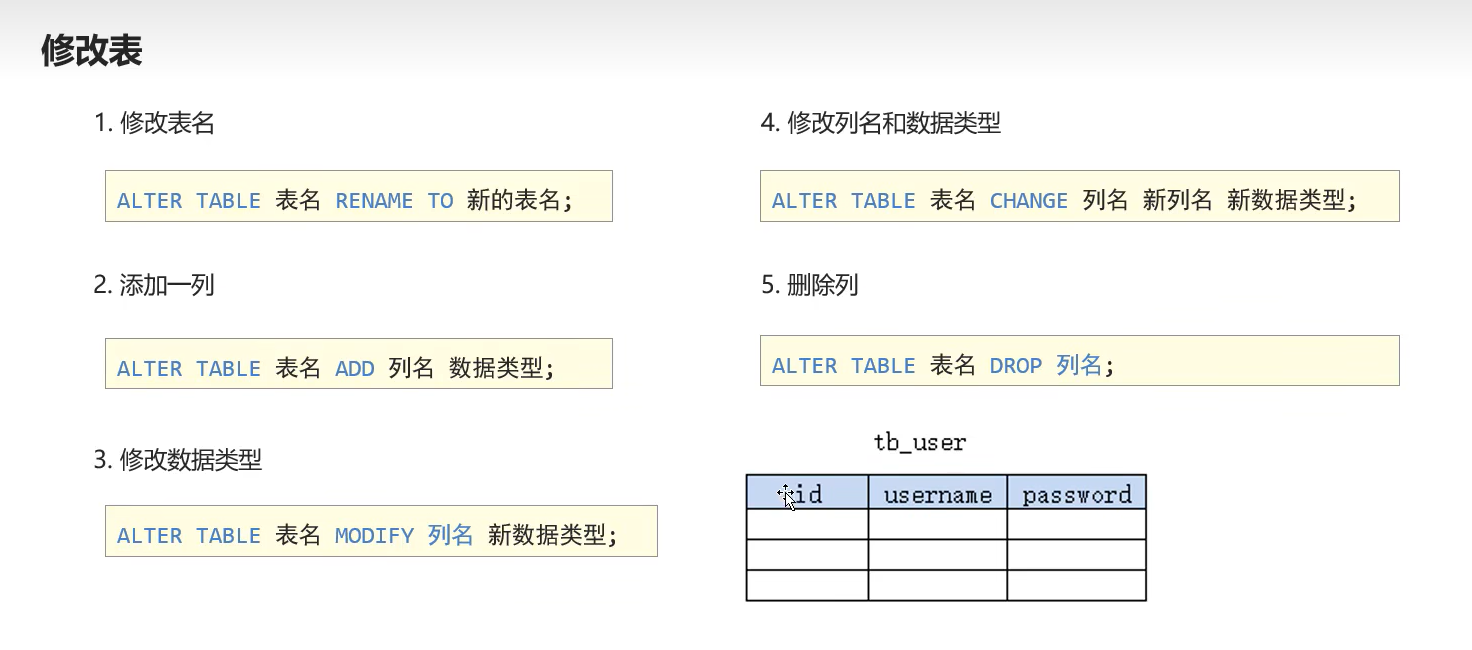 修改表
1. 修改表名
ALTER TABLE 表名 RENAME TO 新的表名;
2. 添加一列
ALTER TABLE 表名 ADD 列名 数据类型;
3. 修改数据类型
ALTER TABLE 表名 MODIFY 列名 新数据类型;
4. 修改列名和数据类型
ALTER TABLE 表名 CHANGE 列名 新列名 新数据类型;
5. 删除列
ALTER TABLE 表名 DROP 列名;
tb_user
id username password